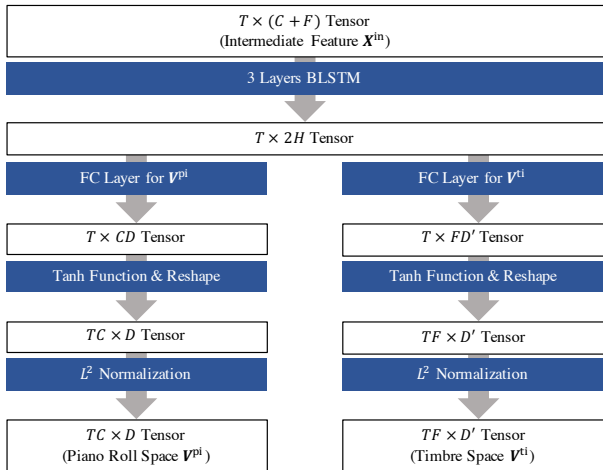 T × (C + F) Tensor
(Intermediate Feature X^in)
3 Layers BLSTM
T × 2H Tensor
FC Layer for V^pi
FC Layer for V^ti
T × CD Tensor
T × FD′ Tensor
Tanh Function & Reshape
Tanh Function & Reshape
TC × D Tensor
TF × D′ Tensor
L² Normalization
L² Normalization
TC × D Tensor
(Piano Roll Space V^pi)
TF × D′ Tensor
(Timbre Space V^ti)